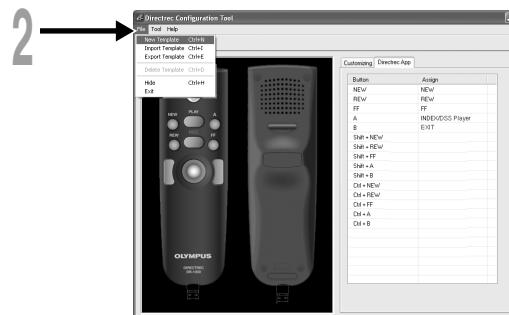 2
Directrec Configuration Tool
File Tool Help
New Template Ctrl+N
Import Template Ctrl+I
Export Template Ctrl+E
Delete Template Ctrl+D
Hide Ctrl+H
Exit
Customizing Directrec App
Button Assign
NEW NEW
REW REW
FF FF
A INDEX/DSS Player
B EXIT
Shift + NEW
Shift + REW
Shift + FF
Shift + A
Shift + B
Ctrl + NEW
Ctrl + REW
Ctrl + FF
Ctrl + A
Ctrl + B
NEW PLAY A
REW FF
OLYMPUS
DIRECTREC